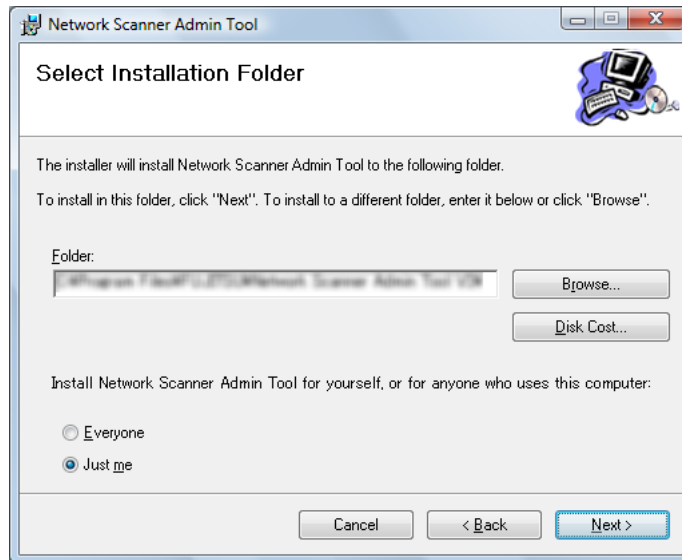 Network Scanner Admin Tool
Select Installation Folder
The installer will install Network Scanner Admin Tool to the following folder.
To install in this folder, click "Next". To install to a different folder, enter it below or click "Browse".
Folder:
Browse...
Disk Cost...
Install Network Scanner Admin Tool for yourself, or for anyone who uses this computer:
Everyone
Just me
Cancel
< Back
Next >